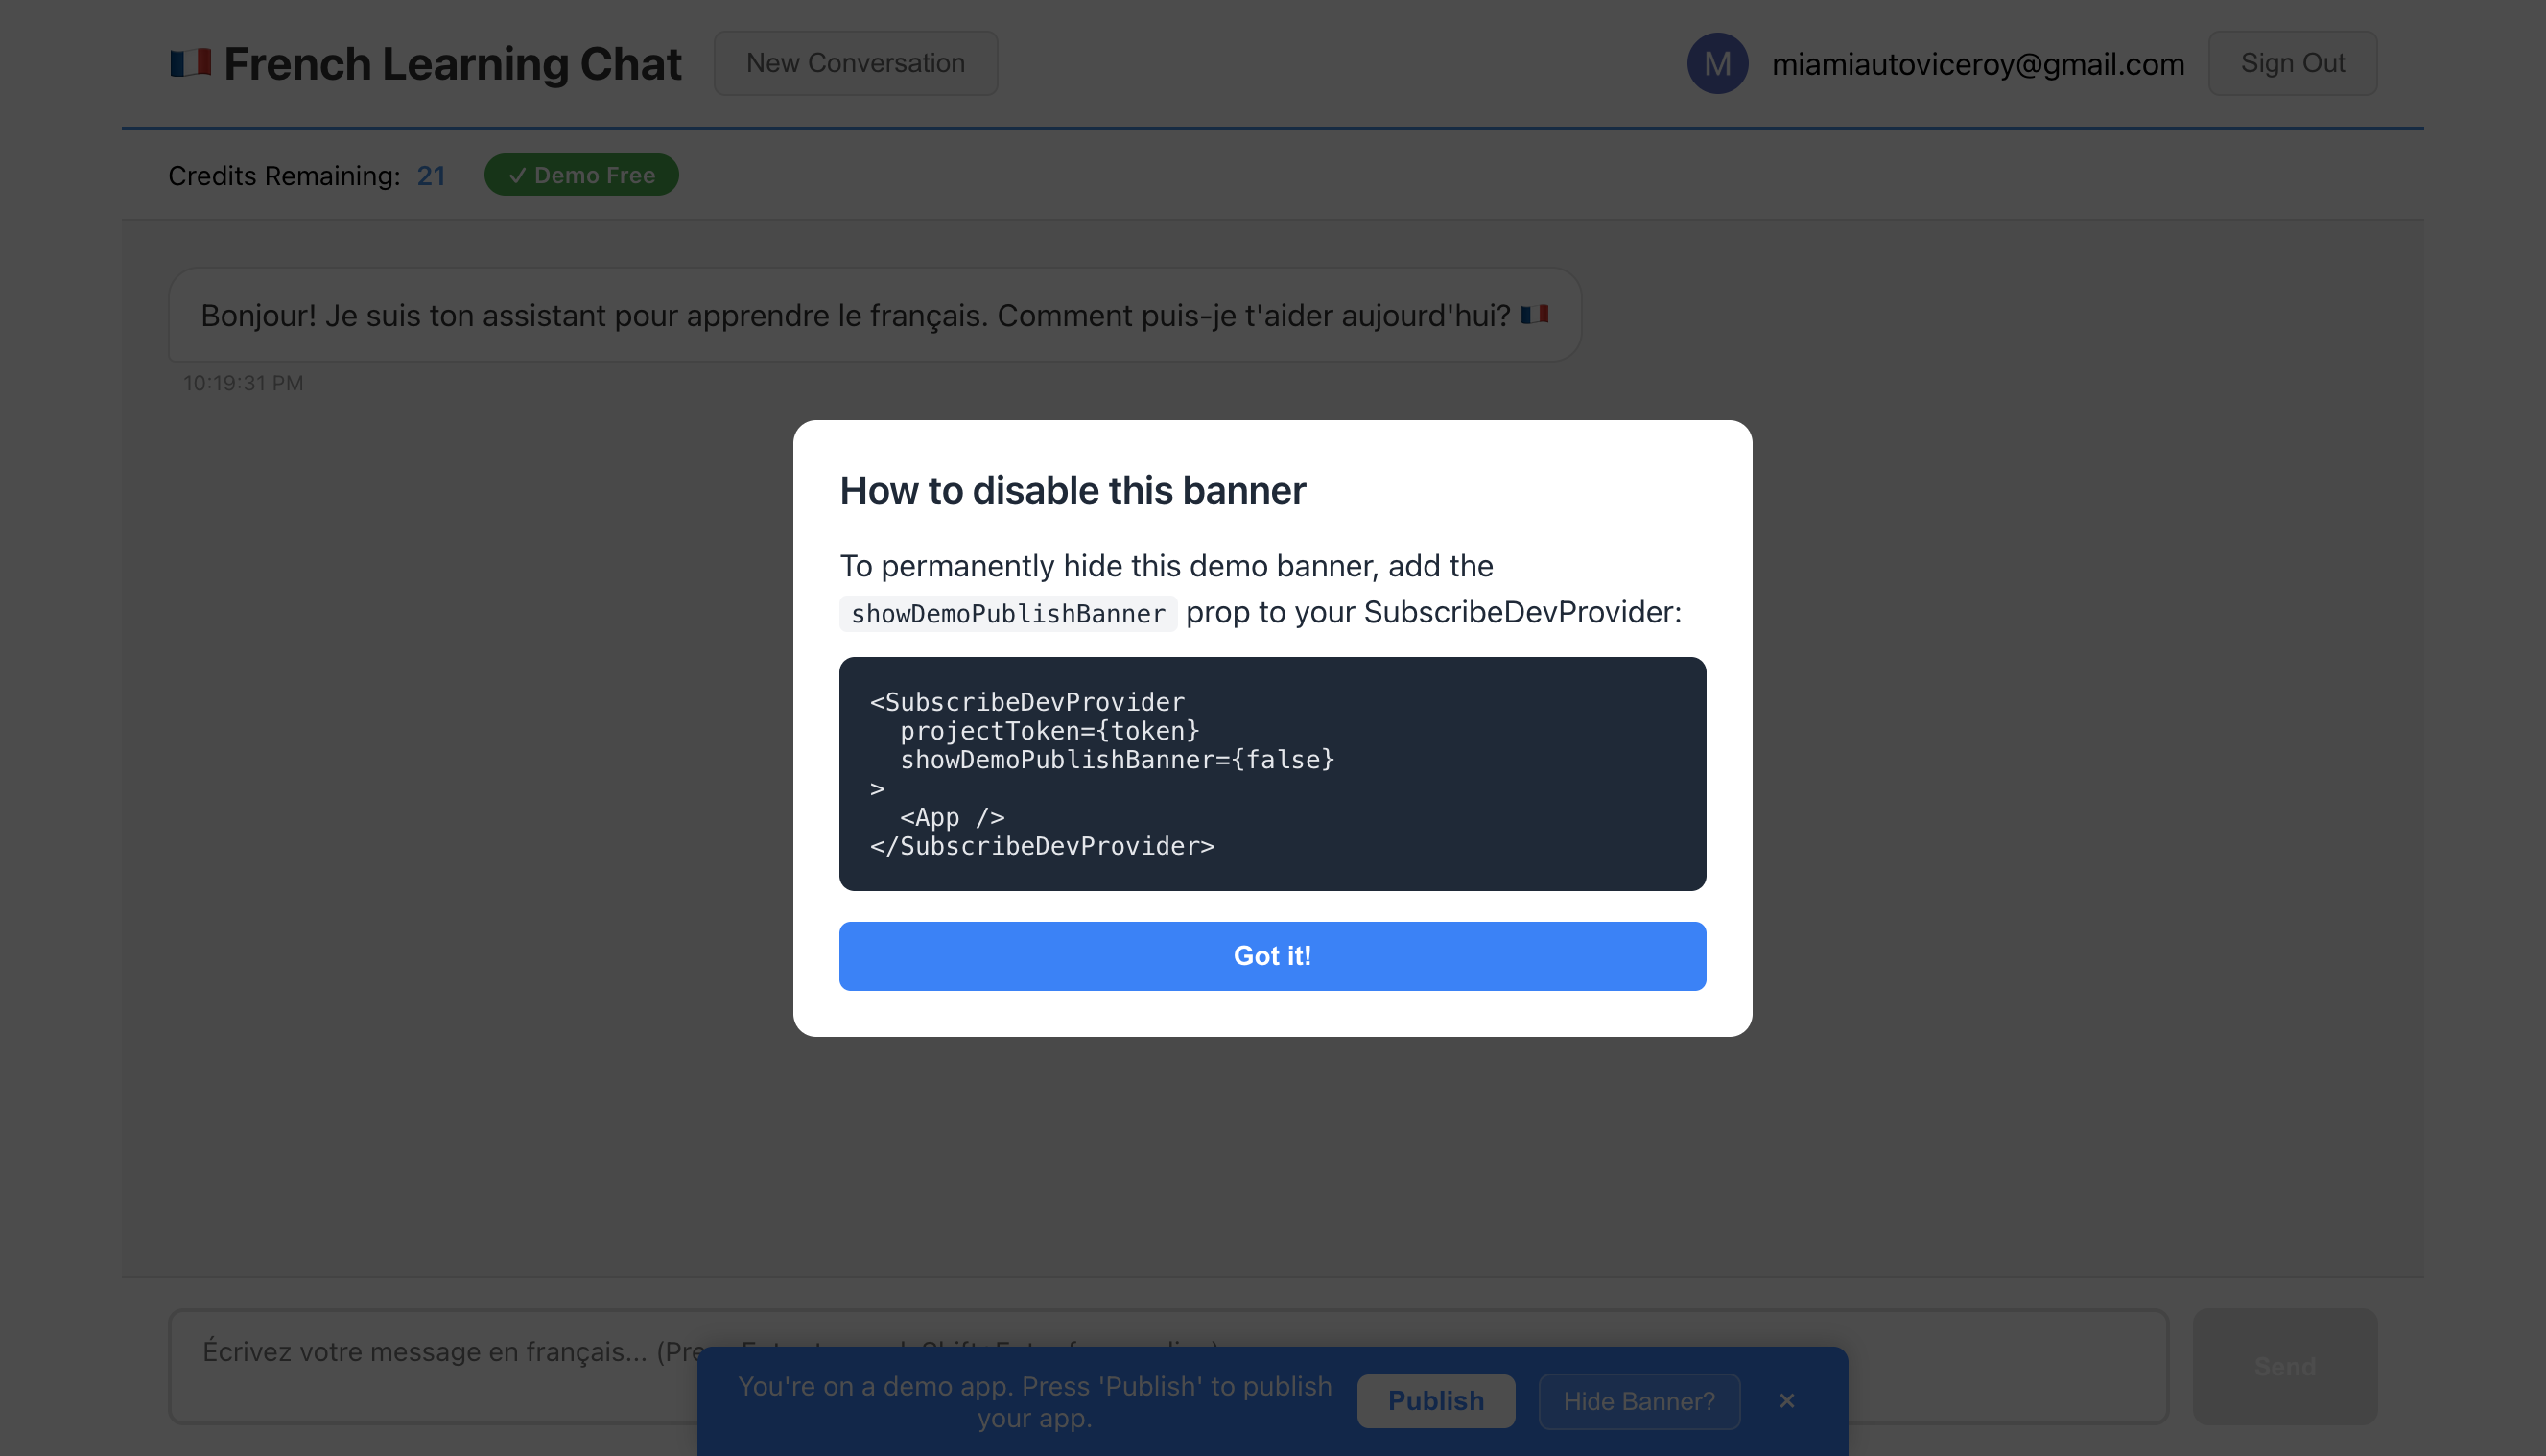 French Learning Chat
New Conversation
M
miamiautoviceroy@gmail.com
Sign Out
Credits Remaining: 21
✓ Demo Free
Bonjour! Je suis ton assistant pour apprendre le français. Comment puis-je t'aider aujourd'hui?
10:19:31 PM
How to disable this banner
To permanently hide this demo banner, add the
showDemoPublishBanner prop to your SubscribeDevProvider:
<SubscribeDevProvider
  projectToken={token}
  showDemoPublishBanner={false}
>
  <App />
</SubscribeDevProvider>
Got it!
Écrivez votre message en français...
Send
You're on a demo app. Press 'Publish' to publish
your app.
Publish
Hide Banner?
×